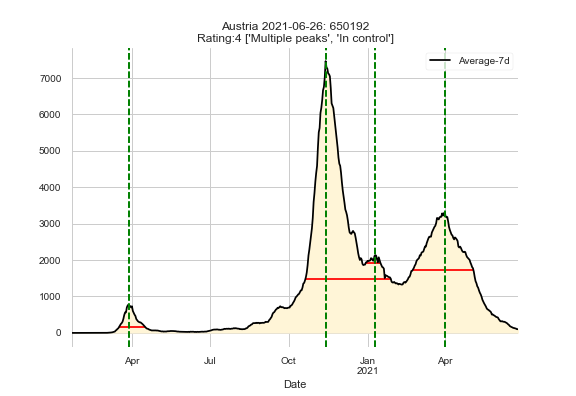 Austria 2021-06-26: 650192
Rating:4 ['Multiple peaks', 'In control']
Average-7d
7000
6000
5000
4000
3000
2000
1000
0
Apr
Jul
Oct
Jan
2021
Apr
Date